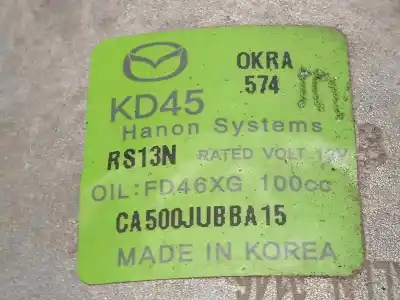 OKRA
574
KD45
Hanon Systems
RS13N RATED VOLT 12V
OIL:FD46XG 100cc
CA500JUBBA15
MADE IN KOREA